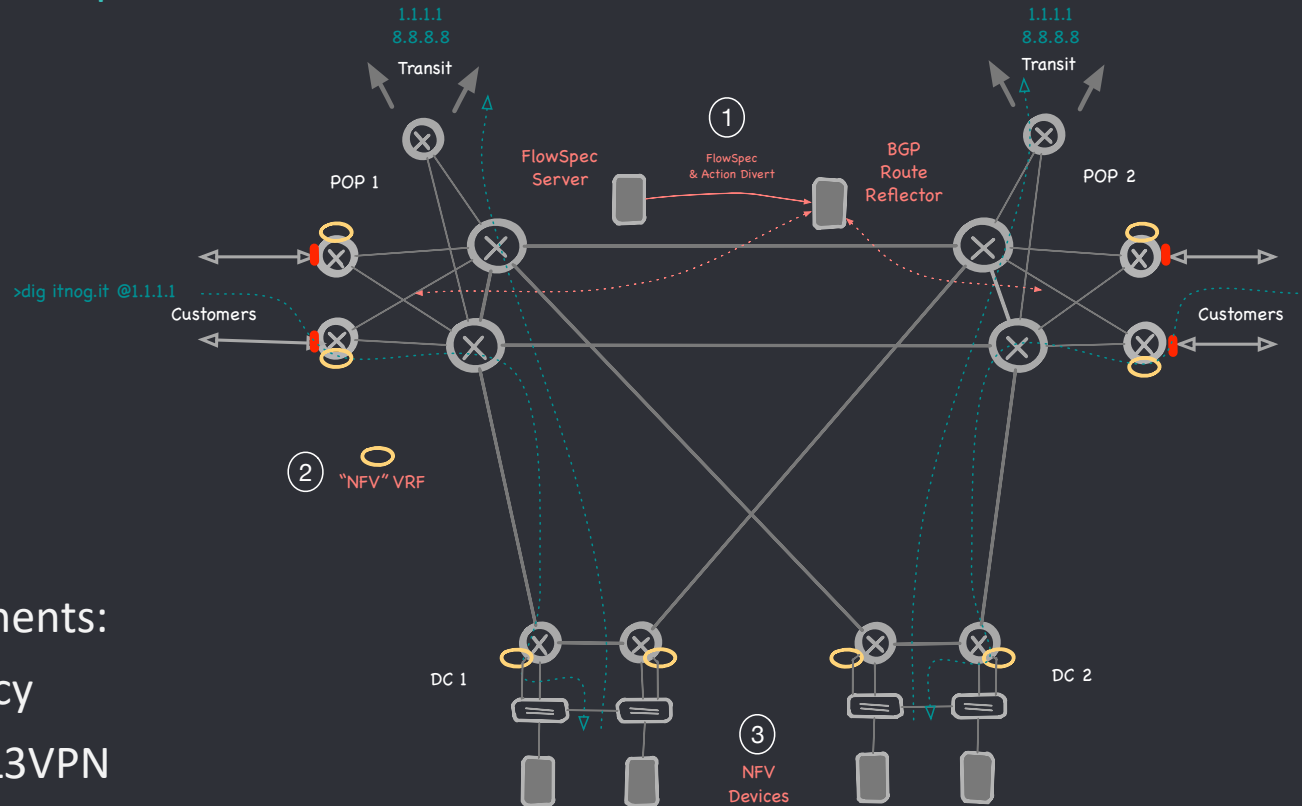 1.1.1.1
8.8.8.8
Transit
1.1.1.1
8.8.8.8
Transit
1
FlowSpec
Server
FlowSpec
& Action Divert
BGP
Route
Reflector
POP 1
POP 2
>dig itnog.it @1.1.1.1
Customers
Customers
2
"NFV" VRF
DC 1
DC 2
3
NFV
Devices
L3VPN